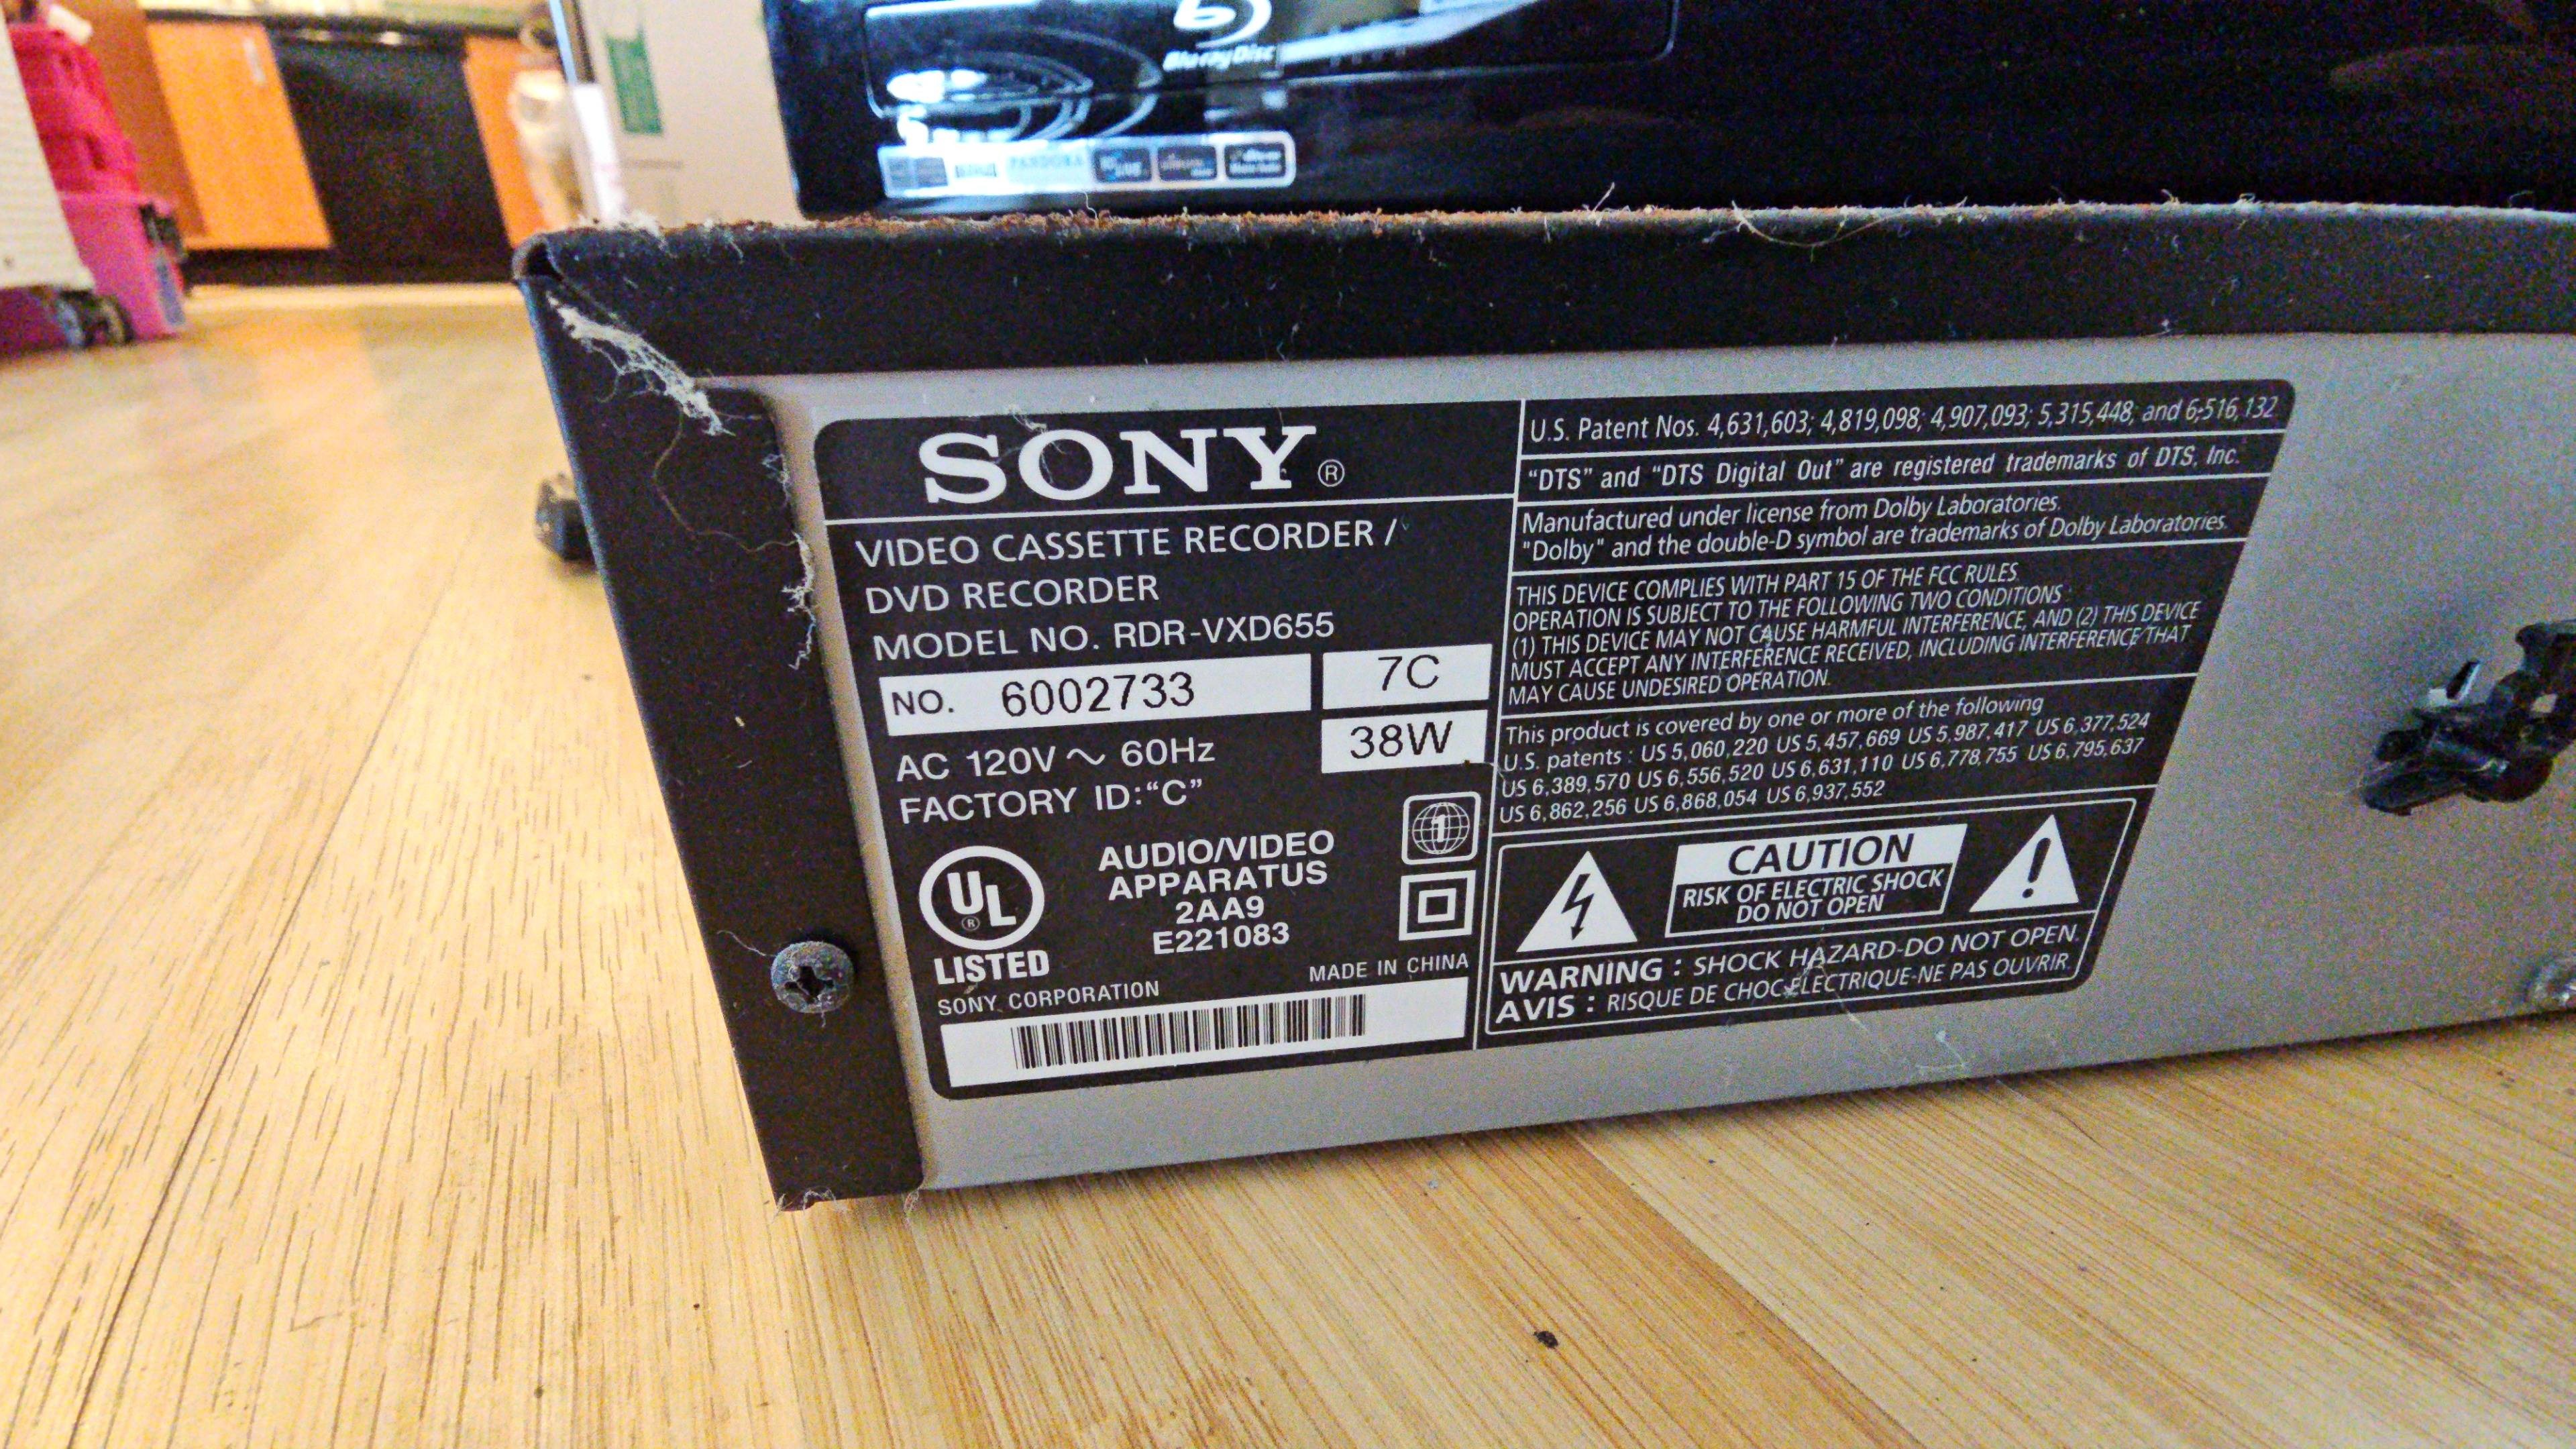 Blu-ray Disc
PANDORA
SONY®
VIDEO CASSETTE RECORDER /
DVD RECORDER
MODEL NO. RDR-VXD655
NO. 6002733
7C
AC 120V ~ 60Hz
38W
FACTORY ID:“C”
1
UL
®
LISTED
AUDIO/VIDEO
APPARATUS
2AA9
E221083
SONY CORPORATION
MADE IN CHINA
U.S. Patent Nos. 4,631,603; 4,819,098; 4,907,093; 5,315,448; and 6,516,132
“DTS” and “DTS Digital Out” are registered trademarks of DTS, Inc.
Manufactured under license from Dolby Laboratories.
"Dolby" and the double-D symbol are trademarks of Dolby Laboratories.
THIS DEVICE COMPLIES WITH PART 15 OF THE FCC RULES.
OPERATION IS SUBJECT TO THE FOLLOWING TWO CONDITIONS :
(1) THIS DEVICE MAY NOT CAUSE HARMFUL INTERFERENCE, AND (2) THIS DEVICE
MUST ACCEPT ANY INTERFERENCE RECEIVED, INCLUDING INTERFERENCE THAT
MAY CAUSE UNDESIRED OPERATION.
This product is covered by one or more of the following
U.S. patents : US 5,060,220 US 5,457,669 US 5,987,417 US 6,377,524
US 6,389,570 US 6,556,520 US 6,631,110 US 6,778,755 US 6,795,637
US 6,862,256 US 6,868,054 US 6,937,552
CAUTION
RISK OF ELECTRIC SHOCK
DO NOT OPEN
WARNING : SHOCK HAZARD-DO NOT OPEN.
AVIS : RISQUE DE CHOC ÉLECTRIQUE-NE PAS OUVRIR.